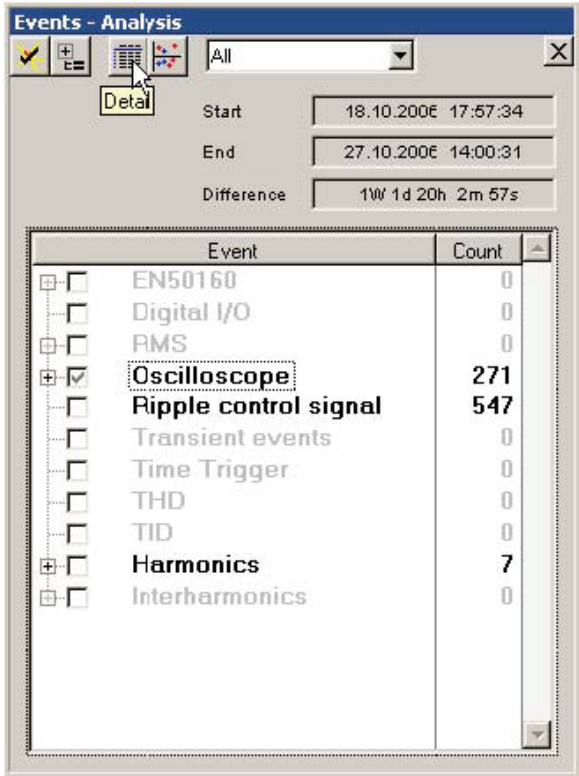 Events - Analysis
All
Detail
Start 18.10.2006 17:57:34
End 27.10.2006 14:00:31
Difference 1W 1d 20h 2m 57s
Event Count
EN50160 0
Digital I/O 0
RMS 0
Oscilloscope 271
Ripple control signal 547
Transient events 0
Time Trigger 0
THD 0
TID 0
Harmonics 7
Interharmonics 0